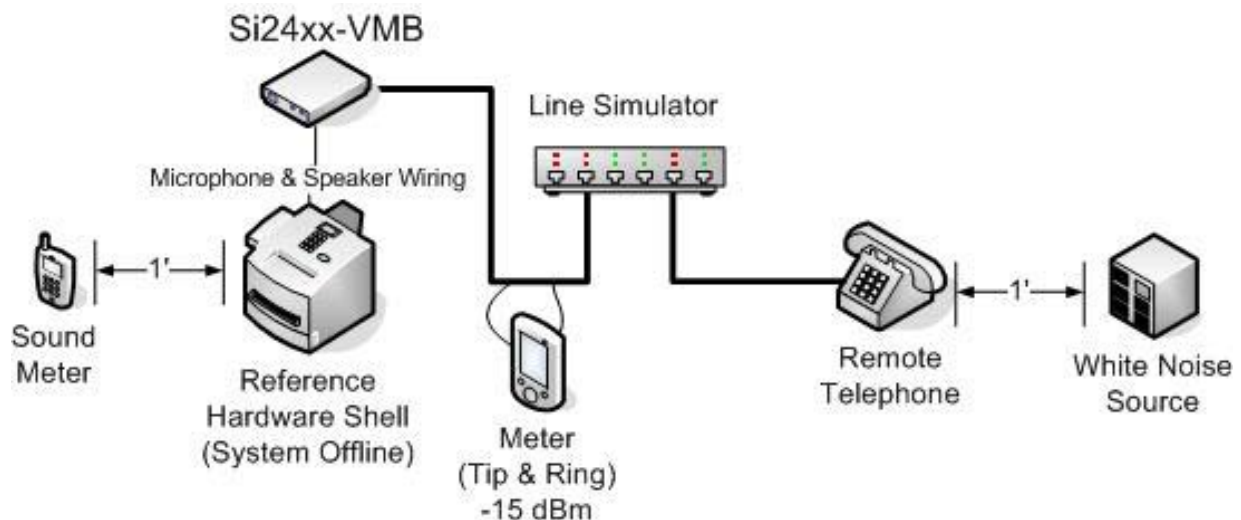 Si24xx-VMB
Line Simulator
Microphone & Speaker Wiring
1'
1'
Sound
Meter
Reference
Hardware Shell
(System Offline)
Meter
(Tip & Ring)
-15 dBm
Remote
Telephone
White Noise
Source